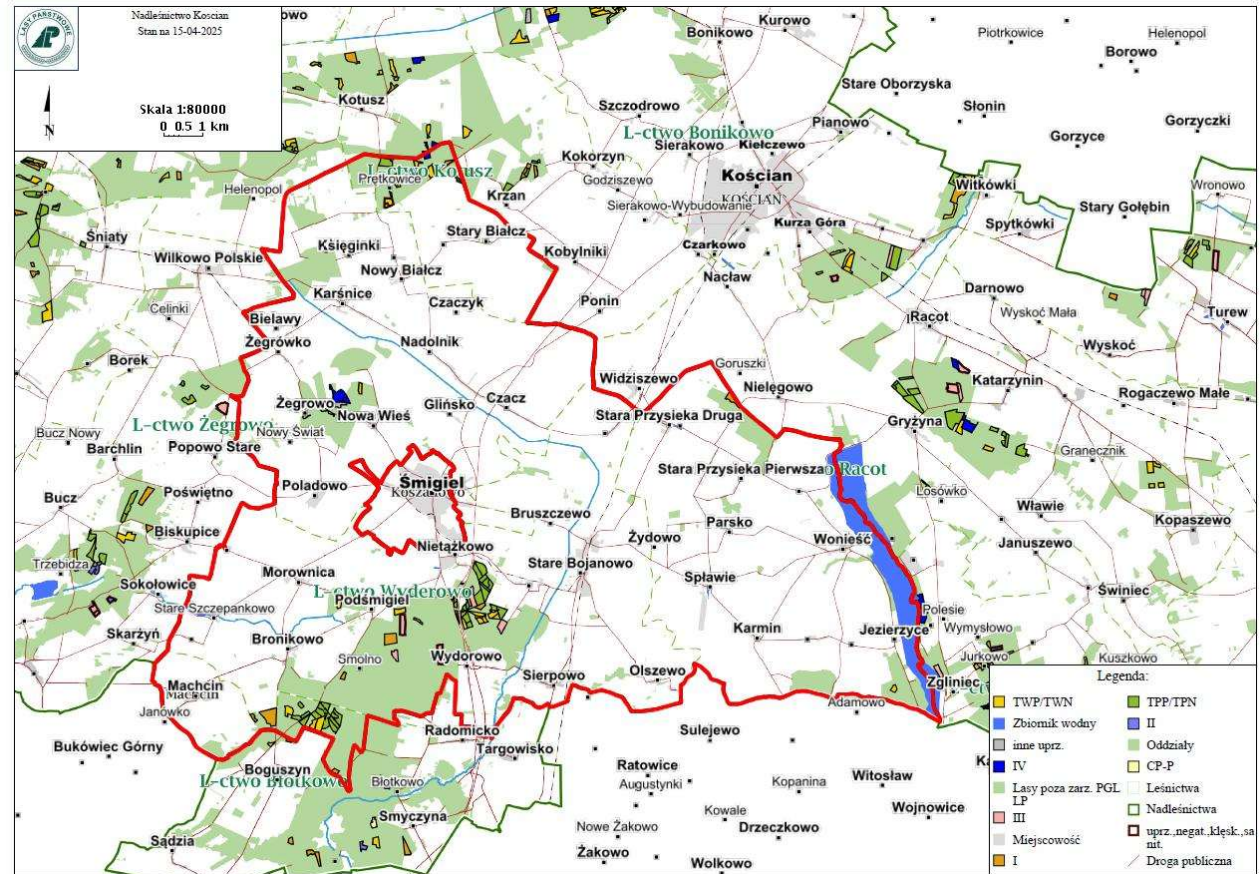 LASY PAŃSTWOWE
Nadleśnictwo Koscian
Stan na 15-04-2025
Skala 1:80000
0 0.5 1 km
N
Kurowo
Bonikowo
Piotrkowice
Helenopol
Borowo
Stare Oborzyska
Kotusz
Szczodrowo
Słonin
Gorzyczki
Pianowo
L-ctwo Bonikowo
Sierakowo
Kiełczewo
Gorzyce
Kokorzyn
L-ctwo Kotusz
Prętkowice
Godziszewo
Kościan
KOŚCIAN
Witkówki
Helenopol
Krzan
Wronowo
Sierakowo-Wybudowanie
Stary Gołębin
Kurza Góra
Spytkówki
Śniaty
Księginki
Stary Białcz
Czarkowo
Wilkowo Polskie
Kobylniki
Nowy Białcz
Nacław
Karśnice
Darnowo
Celinki
Czaczyk
Ponin
Bielawy
Racot
Wyskoć Mała
Turew
Żegrówko
Nadolnik
Wyskoć
Borek
Goruszki
Widziszewo
Katarzynin
Nielęgowo
Rogaczewo Małe
Żegrowo
Glińsko
Czacz
Nowa Wieś
Stara Przysieka Druga
L-ctwo Żegrowo
Gryżyna
Bucz Nowy
Nowy Świat
Barchlin
Popowo Stare
Granecznik
Stara Przysieka Pierwsza
Racot
Śmigiel
Poladowo
Koszanowo
Bucz
Poświętno
Losówko
Wławie
Bruszczewo
Parsko
Kopaszewo
Biskupice
Żydowo
Wonieść
Nietążkowo
Januszewo
Trzebidza
Stare Bojanowo
Morownica
Spławie
Sokołowice
L-ctwo Wyderowo
Podśmigiel
Świniec
Stare Szczepankowo
Polesie
Skarżyń
Bronikowo
Karmin
Jezierzyce
Wymysłowo
Smolno
Wydorowo
Jurkowo
Kuszkowo
Sierpowo
Olszewo
Zgliniec
Machcin
Machcin
Janówko
Adamowo
Radomicko
Sulejewo
Bukówiec Górny
Targowisko
Ratowice
Boguszyn
L-ctwo Błotkowo
Błotkowo
Augustynki
Kopanina
Witosław
Kowale
Wojnowice
Smyczyna
Nowe Żakowo
Drzeczkowo
Sądzia
Żakowo
Wolkowo
Legenda:
TWP/TWN
TPP/TPN
Zbiornik wodny
II
inne uprz.
Oddziały
IV
CP-P
Lasy poza zarz. PGL
LP
Leśnictwa
III
Nadleśnictwa
Miejscowość
uprz.,negat.,klęsk.,sa
nit.
I
Droga publiczna